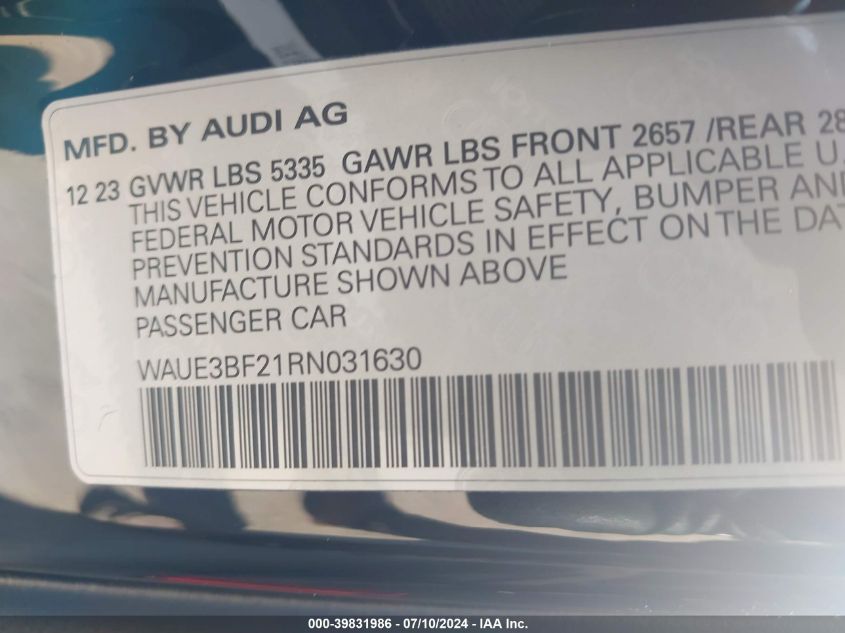 MFD. BY AUDI AG
12 23 GVWR LBS 5335 GAWR LBS FRONT 2657 /REAR 28
THIS VEHICLE CONFORMS TO ALL APPLICABLE U.
FEDERAL MOTOR VEHICLE SAFETY, BUMPER AND
PREVENTION STANDARDS IN EFFECT ON THE DAT
MANUFACTURE SHOWN ABOVE
PASSENGER CAR
WAUE3BF21RN031630
000-39831986 - 07/10/2024 - IAA Inc.